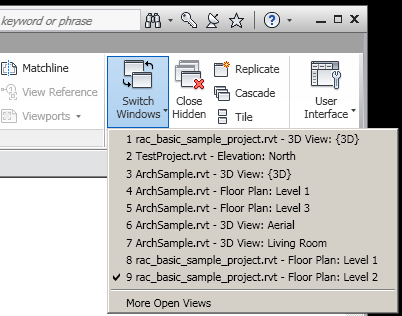 keyword or phrase
Matchline
View Reference
Viewports
Switch
Windows
Close
Hidden
Replicate
Cascade
Tile
User
Interface
1 rac_basic_sample_project.rvt - 3D View: {3D}
2 TestProject.rvt - Elevation: North
3 ArchSample.rvt - 3D View: {3D}
4 ArchSample.rvt - Floor Plan: Level 1
5 ArchSample.rvt - Floor Plan: Level 3
6 ArchSample.rvt - 3D View: Aerial
7 ArchSample.rvt - 3D View: Living Room
8 rac_basic_sample_project.rvt - Floor Plan: Level 1
9 rac_basic_sample_project.rvt - Floor Plan: Level 2
More Open Views